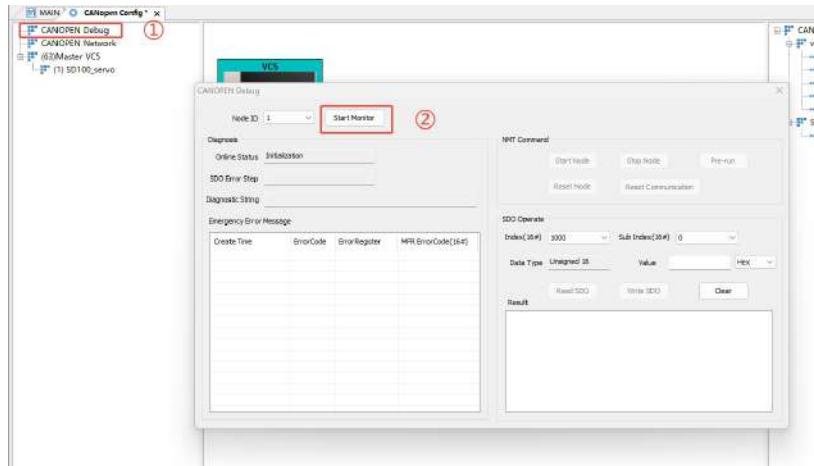 MAIN
CANopen Config *
CANOPEN Debug
①
CANOPEN Network
(63)Master VC5
(1) SD100_servo
VC5
CAN
CANOPEN Debug
Node ID 1
Start Monitor
②
Diagnosis
Online Status Initialization
SDO Error Step
Diagnostic String
Emergency Error Message
Create Time ErrorCode ErrorRegister MFR ErrorCode(16#)
NMT Command
Start Node Stop Node Pre-run
Reset Node Reset Communication
SDO Operate
Index(16#) 3000 Sub Index(16#) 0
Data Type Unsigned 16 Value HEX
Read SDO Write SDO Clear
Result